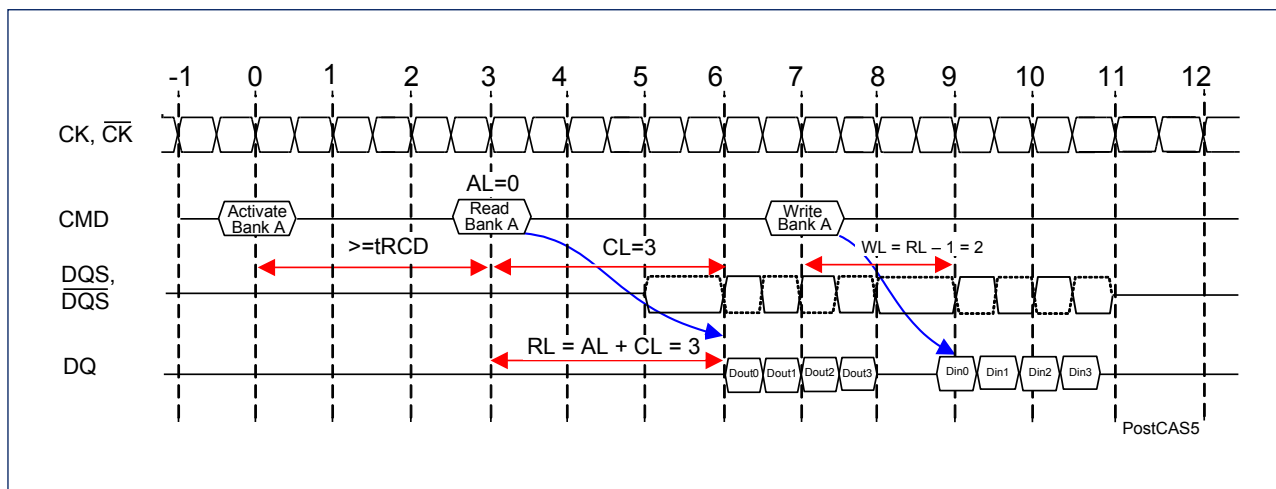 -1 0 1 2 3 4 5 6 7 8 9 10 11 12
CK, C̅K̅
AL=0
CMD
Activate
Bank A
Read
Bank A
Write
Bank A
>=tRCD
CL=3
WL = RL – 1 = 2
DQS,
D̅Q̅S̅
RL = AL + CL = 3
DQ
Dout0 Dout1 Dout2 Dout3 Din0 Din1 Din2 Din3
PostCAS5